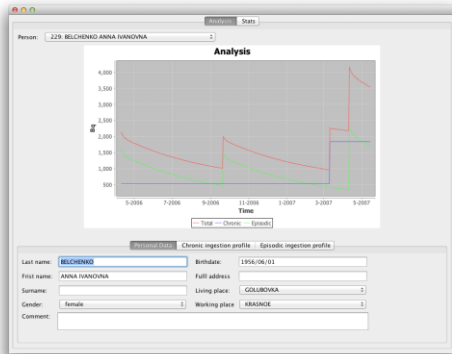 Analysis Stats
Person: 229: BELCHENKO ANNA IVANOVNA
Analysis
4,000
3,500
3,000
2,500
2,000
1,500
1,000
500
Bq
5-2006 7-2006 9-2006 11-2006 1-2007 3-2007 5-2007
Time
Total Chronic Episodic
Personal Data Chronic ingestion profile Episodic ingestion profile
Last name: BELCHENKO Birthdate: 1956/06/01
Frist name: ANNA IVANOVNA Fulll address
Surname: Living place: GOLUBOVKA
Gender: female Working place KRASNOE
Comment: